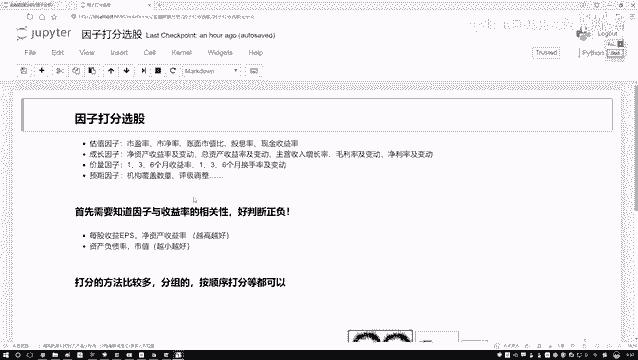 jupyter 因子打分选股 Last Checkpoint: an hour ago (autosaved)
Logout
File Edit View Insert Cell Kernel Widgets Help
Trusted
Python
Markdown
因子打分选股
估值因子：市盈率、市净率、账面市值比、股息率、现金收益率
成长因子：净资产收益率及变动、总资产收益率及变动、主营收入增长率、毛利率及变动、净利率及变动
价量因子：1、3、6个月收益率、1、3、6个月换手率及变动
预期因子：机构覆盖数量、评级调整......
首先需要知道因子与收益率的相关性，好判断正负！
每股收益EPS，净资产收益率 （越高越好）
资产负债率，市值（越小越好）
打分的方法比较多，分组的，按顺序打分等都可以